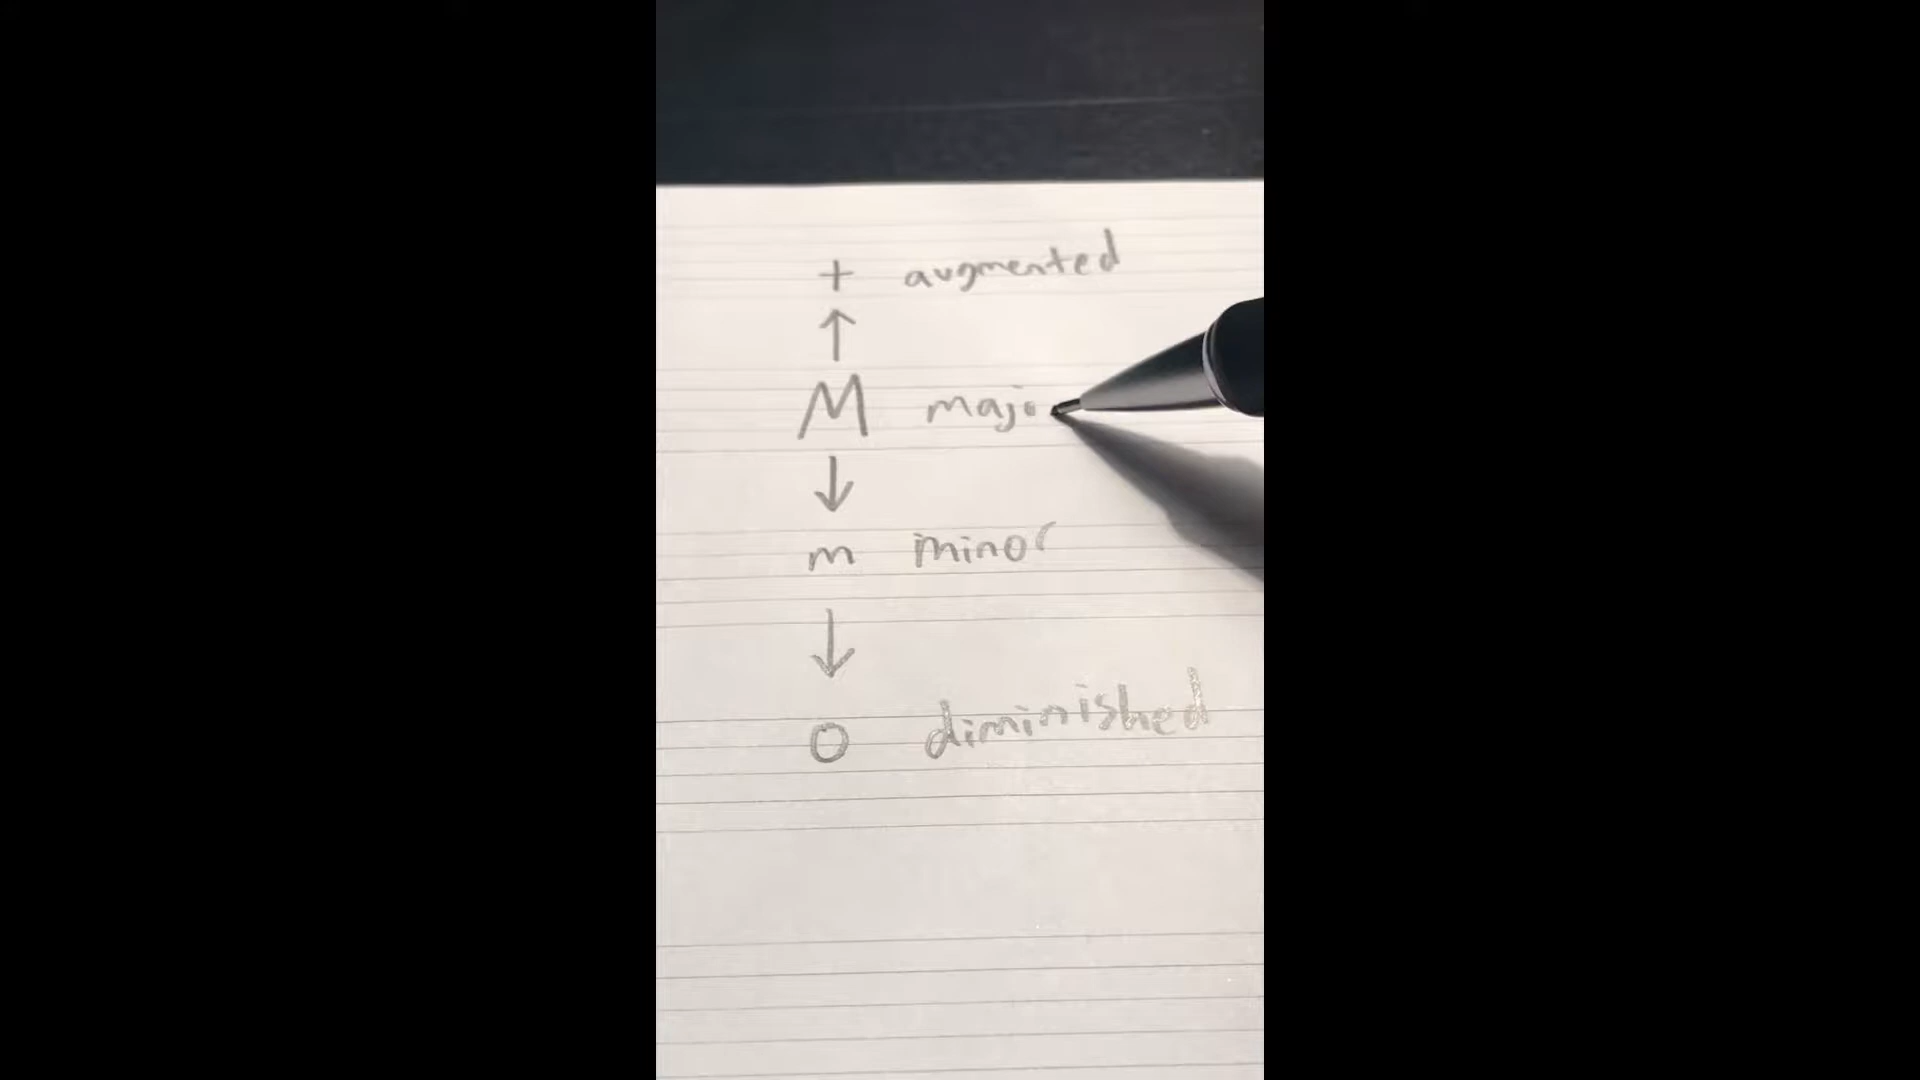 + augmented
↑
M majo
↓
m minor
↓
o diminished